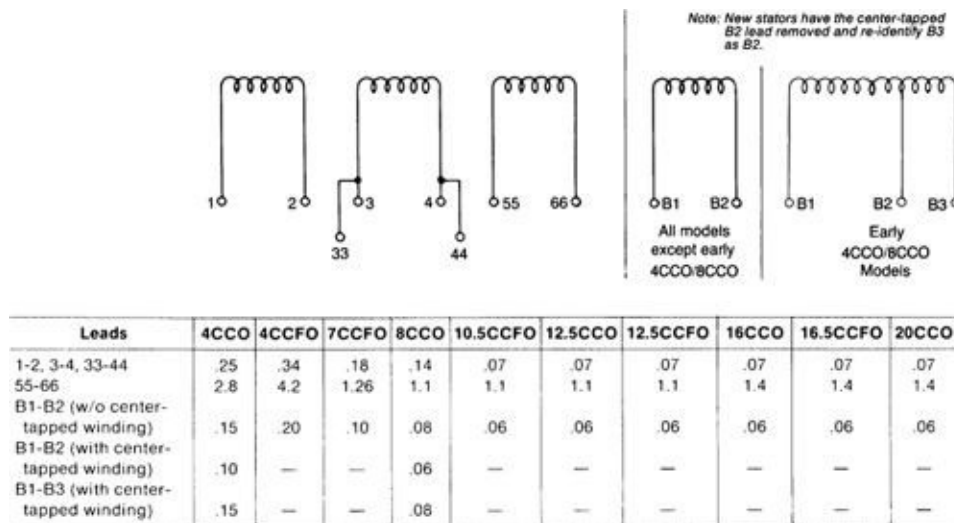 Note: New stators have the center-tapped
B2 lead removed and re-identify B3
as B2.
1 2 3 4 55 66 B1 B2 B1 B2 B3
33 44
All models
except early
4CCO/8CCO
Early
4CCO/8CCO
Models
Leads 4CCO 4CCFO 7CCFO 8CCO 10.5CCFO 12.5CCO 12.5CCFO 16CCO 16.5CCFO 20CCO
1-2, 3-4, 33-44 .25 .34 .18 .14 .07 .07 .07 .07 .07 .07
55-66 2.8 4.2 1.26 1.1 1.1 1.1 1.1 1.4 1.4 1.4
B1-B2 (w/o center-
tapped winding) .15 .20 .10 .08 .06 .06 .06 .06 .06 .06
B1-B2 (with center-
tapped winding) .10 — — .06 — — — — — —
B1-B3 (with center-
tapped winding) .15 — — .08 — — — — — —